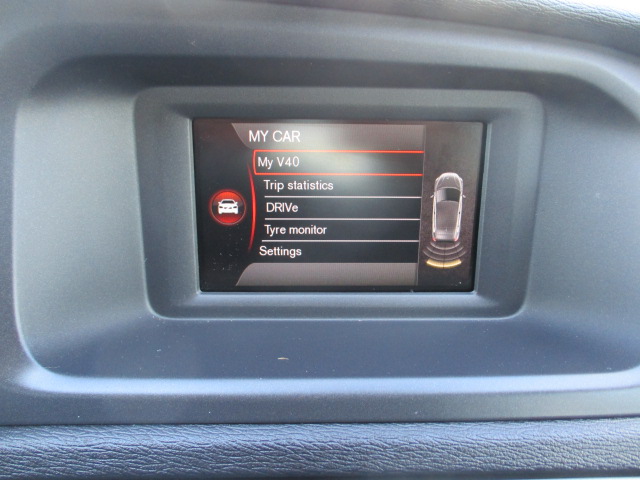 MY CAR
My V40
Trip statistics
DRIVe
Tyre monitor
Settings